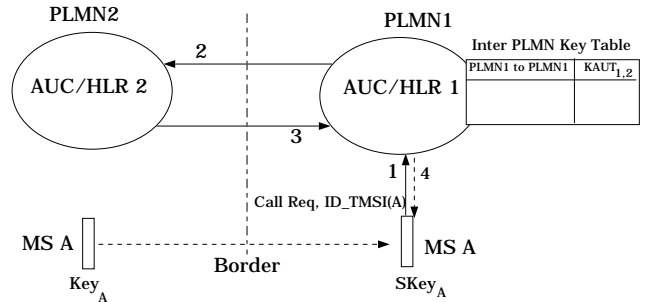 PLMN2
PLMN1
Inter PLMN Key Table
PLMN1 to PLMN1 KAUT1,2
AUC/HLR 2
AUC/HLR 1
2
3
1
4
Call Req, ID_TMSI(A)
MS A
MS A
Border
KeyA
SKeyA